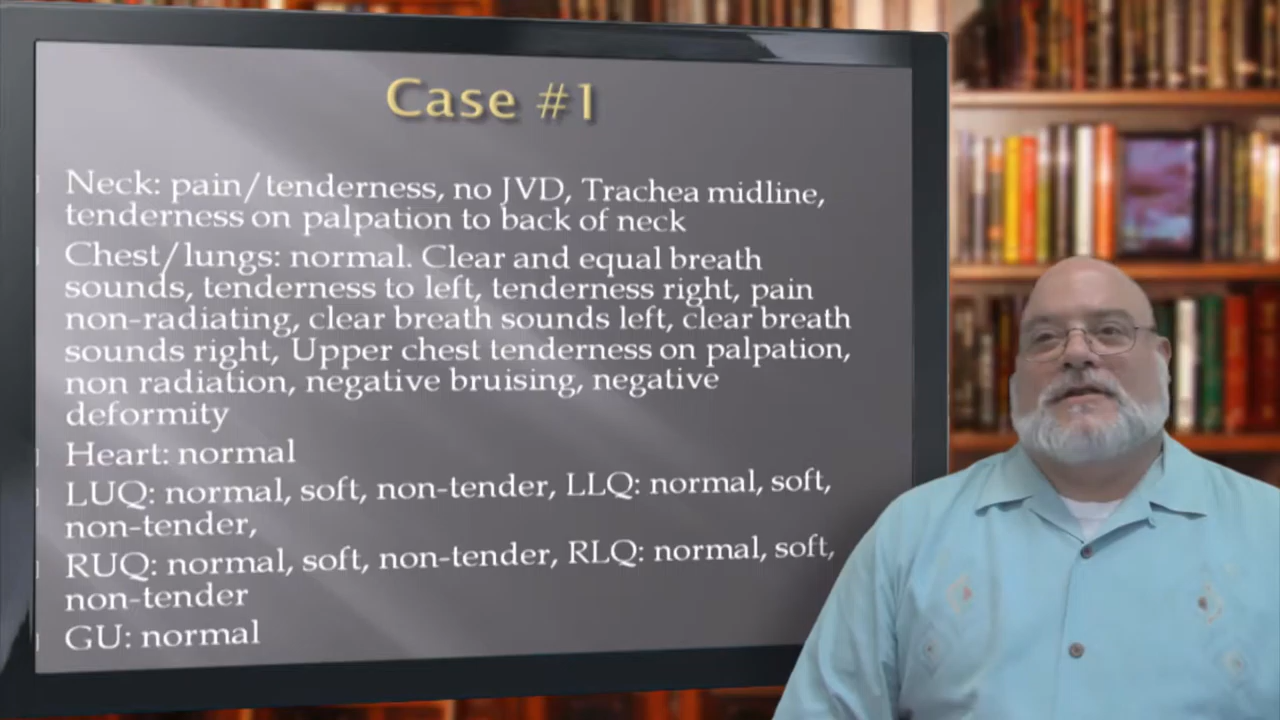 Case #1
Neck: pain/tenderness, no JVD, Trachea midline,
tenderness on palpation to back of neck
Chest/lungs: normal. Clear and equal breath
sounds, tenderness to left, tenderness right, pain
non-radiating, clear breath sounds left, clear breath
sounds right, Upper chest tenderness on palpation,
non radiation, negative bruising, negative
deformity
Heart: normal
LUQ: normal, soft, non-tender, LLQ: normal, soft,
non-tender,
RUQ: normal, soft, non-tender, RLQ: normal, soft,
non-tender
GU: normal